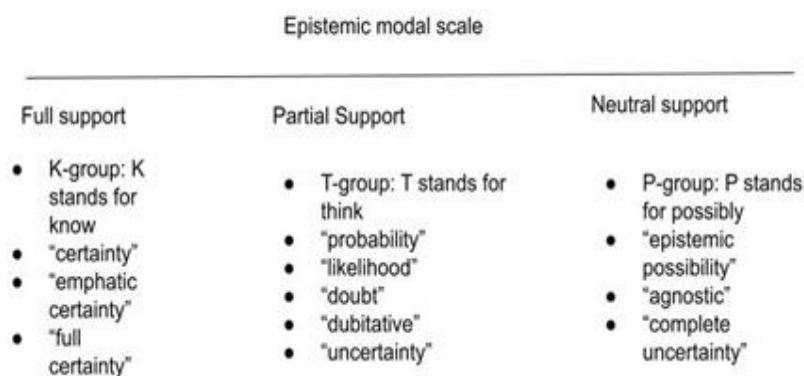 Epistemic modal scale
Full support
● K-group: K
stands for
know
● “certainty”
● “emphatic
certainty”
● “full
certainty”
Partial Support
● T-group: T stands for
think
● “probability”
● “likelihood”
● “doubt”
● “dubitative”
● “uncertainty”
Neutral support
● P-group: P stands
for possibly
● “epistemic
possibility”
● “agnostic”
● “complete
uncertainty”